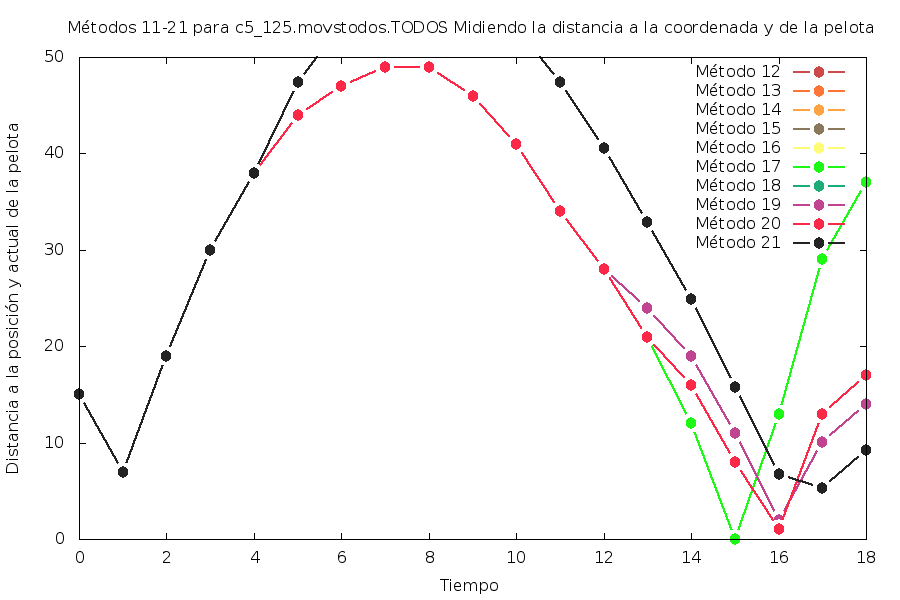 Métodos 11-21 para c5_125.movstodos.TODOS Midiendo la distancia a la coordenada y de la pelota
Distancia a la posición y actual de la pelota
50
40
30
20
10
0
Método 12
Método 13
Método 14
Método 15
Método 16
Método 17
Método 18
Método 19
Método 20
Método 21
0 2 4 6 8 10 12 14 16 18
Tiempo